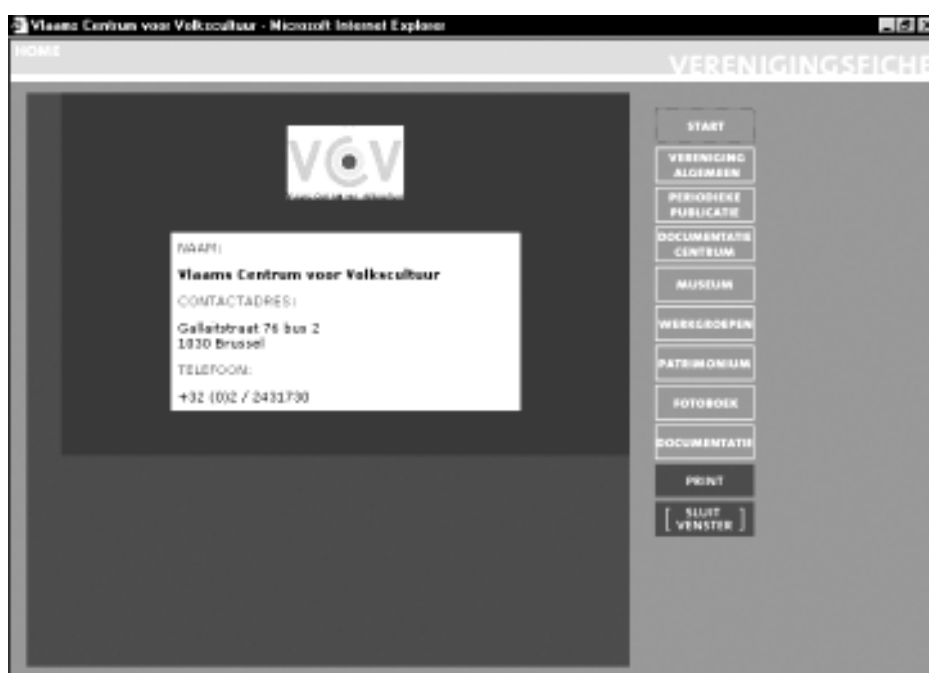 Vlaams Centrum voor Volkscultuur - Microsoft Internet Explorer
HOME
VERENIGINGSFICHE
VCV
NAAM:
Vlaams Centrum voor Volkscultuur
CONTACTADRES:
Gallaitstraat 76 bus 2
1030 Brussel
TELEFOON:
+32 (0)2 / 2431730
START
VERENIGING
ALGEMEEN
PERIODIEKE
PUBLICATIE
DOCUMENTATIE
CENTRUM
MUSEUM
WERKGROEPEN
PATRIMONIUM
FOTOBOEK
DOCUMENTATIE
PRINT
[ SLUIT
VENSTER ]